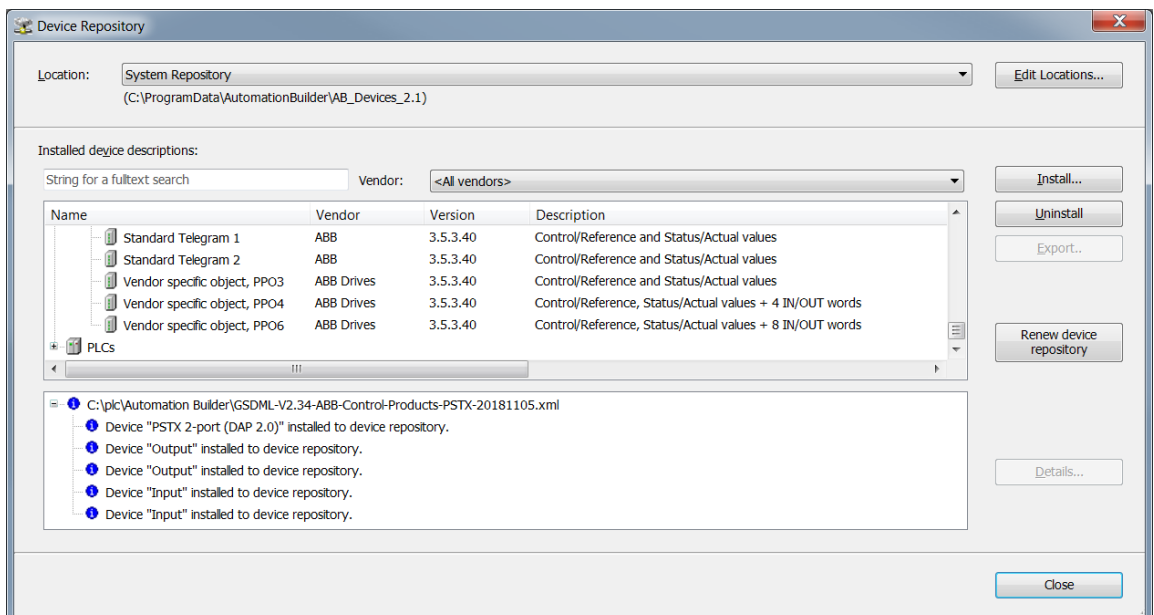 Device Repository
X
Location: System Repository Edit Locations...
(C:\ProgramData\AutomationBuilder\AB_Devices_2.1)
Installed device descriptions:
String for a fulltext search Vendor: <All vendors> Install...
Name Vendor Version Description Uninstall
Standard Telegram 1 ABB 3.5.3.40 Control/Reference and Status/Actual values
Standard Telegram 2 ABB 3.5.3.40 Control/Reference and Status/Actual values Export..
Vendor specific object, PPO3 ABB Drives 3.5.3.40 Control/Reference and Status/Actual values
Vendor specific object, PPO4 ABB Drives 3.5.3.40 Control/Reference, Status/Actual values + 4 IN/OUT words
Vendor specific object, PPO6 ABB Drives 3.5.3.40 Control/Reference, Status/Actual values + 8 IN/OUT words
PLCs
Renew device
repository
C:\plc\Automation Builder\GSDML-V2.34-ABB-Control-Products-PSTX-20181105.xml
Device "PSTX 2-port (DAP 2.0)" installed to device repository.
Device "Output" installed to device repository.
Device "Output" installed to device repository.
Details...
Device "Input" installed to device repository.
Device "Input" installed to device repository.
Close